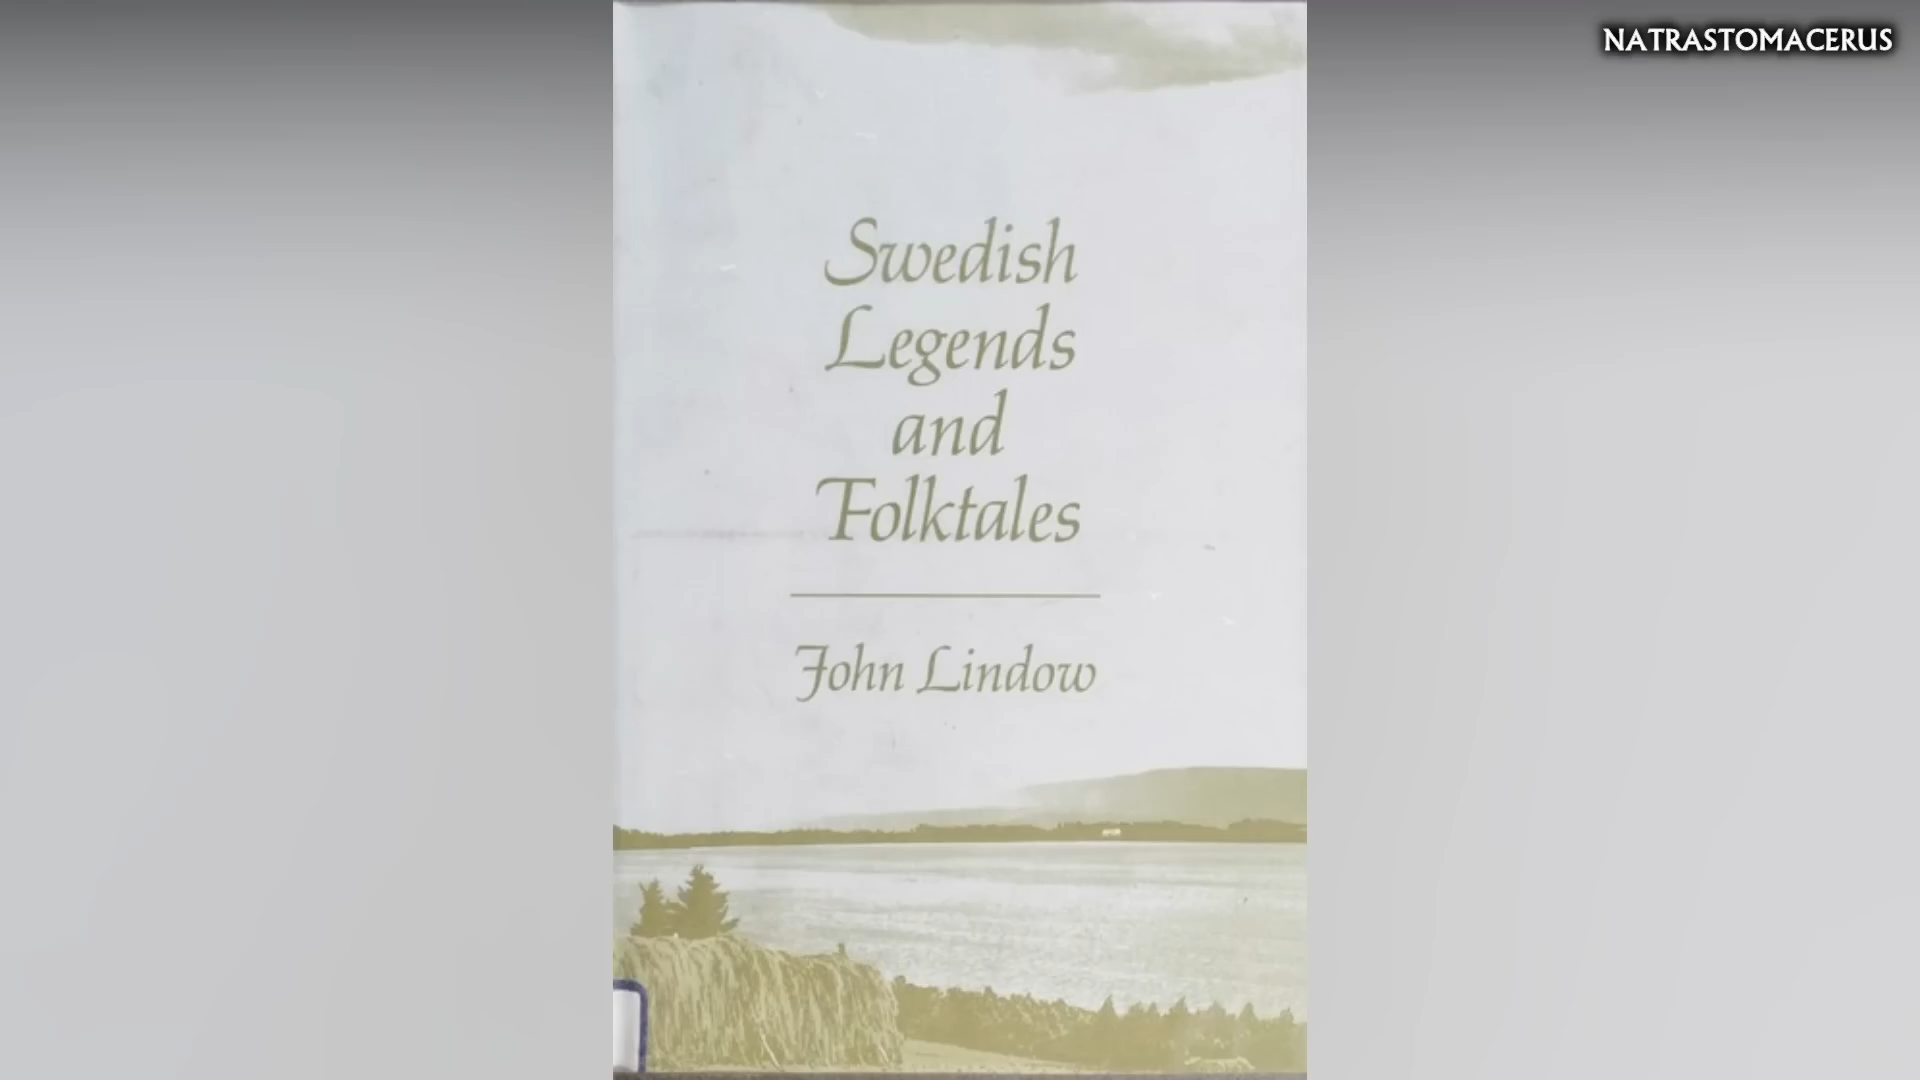 NATRASTOMACERUS
Swedish
Legends
and
Folktales
John Lindow